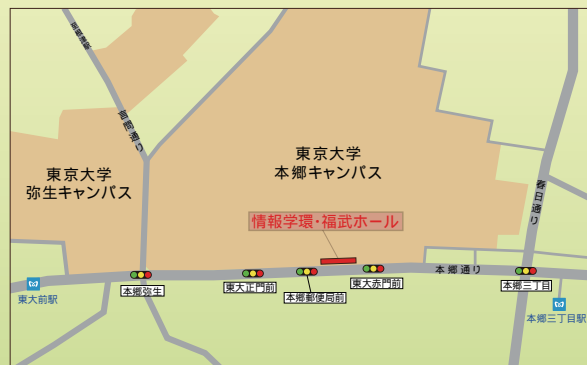 言問通り
東京大学
弥生キャンパス
東京大学
本郷キャンパス
春日通り
情報学環・福武ホール
本郷通り
東大前駅
本郷弥生
東大正門前
本郷郵便局前
東大赤門前
本郷三丁目
本郷三丁目駅